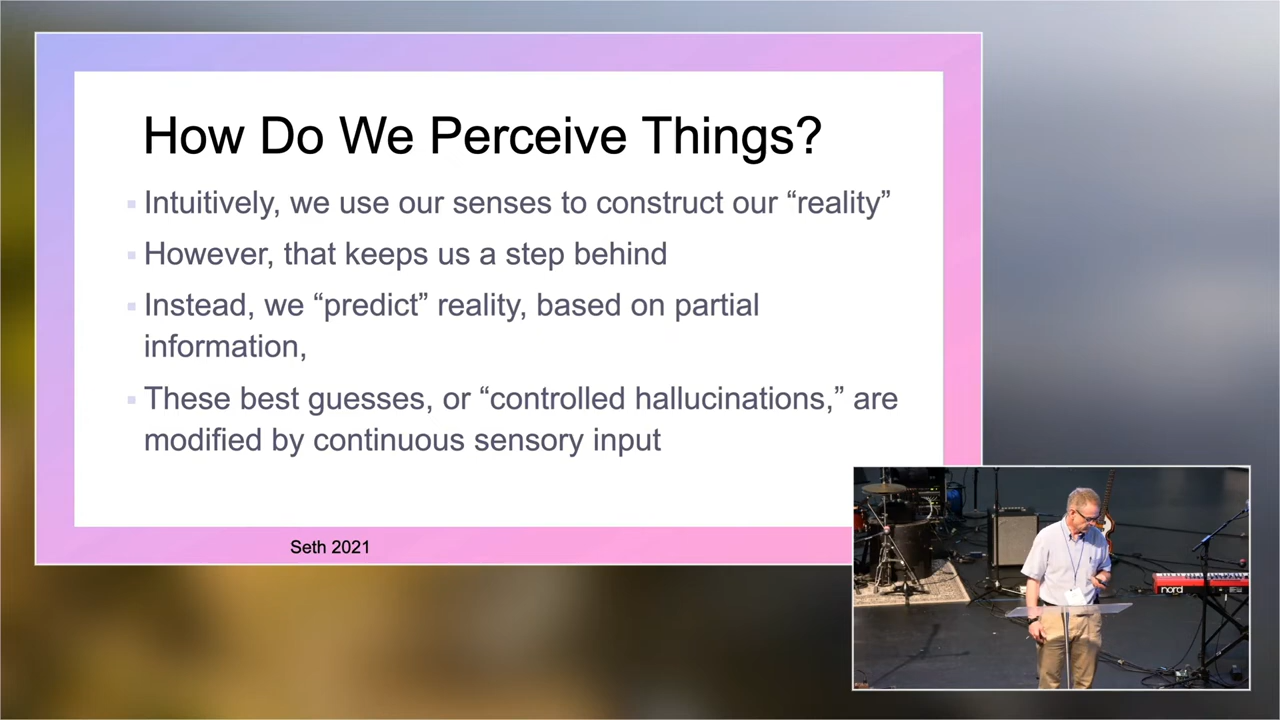 How Do We Perceive Things?
Intuitively, we use our senses to construct our “reality”
However, that keeps us a step behind
Instead, we “predict” reality, based on partial
information,
These best guesses, or “controlled hallucinations,” are
modified by continuous sensory input
Seth 2021
nord